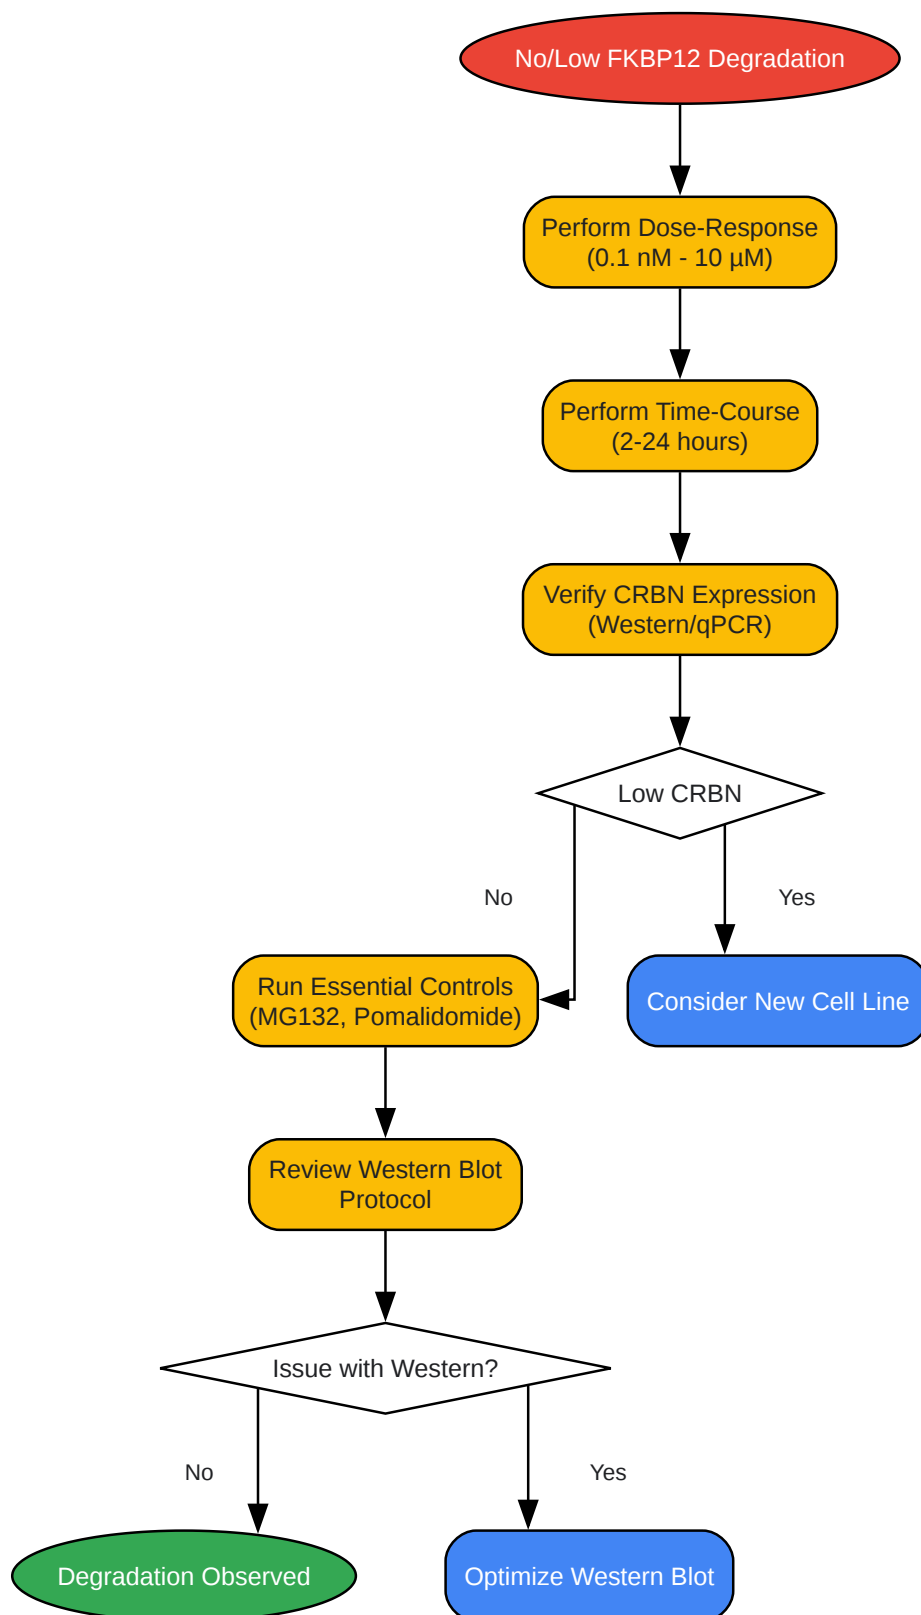 No/Low FKBP12 Degradation
Perform Dose-Response
(0.1 nM - 10 µM)
Perform Time-Course
(2-24 hours)
Verify CRBN Expression
(Western/qPCR)
Low CRBN
No
Yes
Run Essential Controls
(MG132, Pomalidomide)
Consider New Cell Line
Review Western Blot
Protocol
Issue with Western?
No
Yes
Degradation Observed
Optimize Western Blot